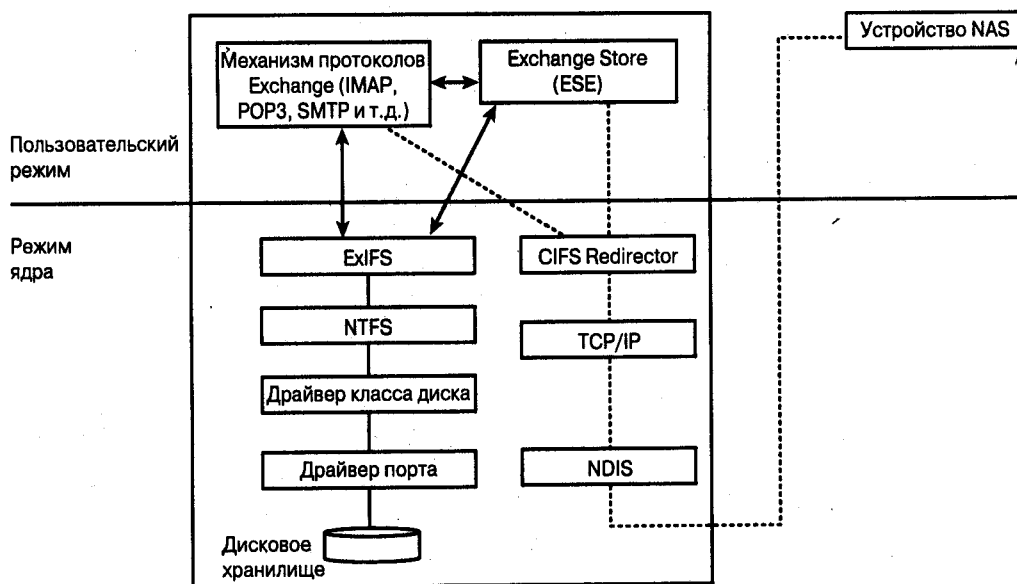 Устройство NAS
Механизм протоколов
Exchange (IMAP,
POP3, SMTP и т.д.)
Exchange Store
(ESE)
Пользовательский
режим
Режим
ядра
ExIFS
CIFS Redirector
NTFS
TCP/IP
Драйвер класса диска
Драйвер порта
NDIS
Дисковое
хранилище